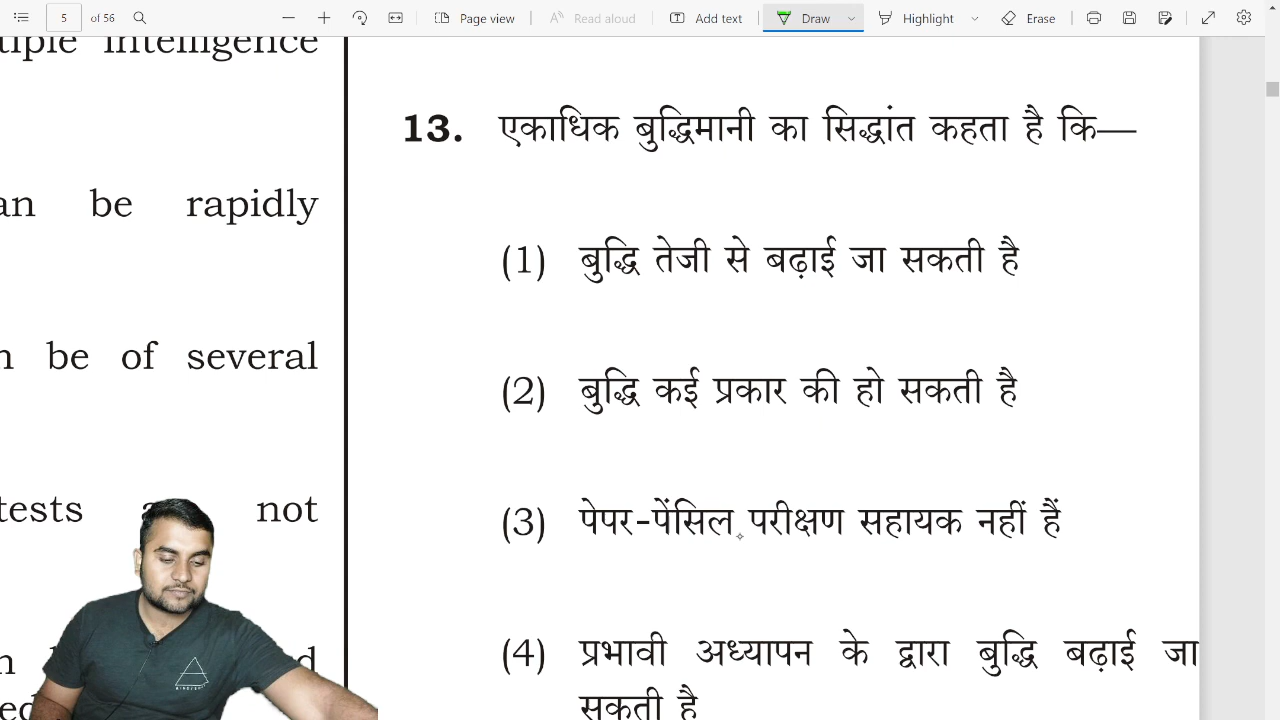 5 of 56 Page view Read aloud Add text Draw Highlight Erase
intelligence
an be rapidly
be of several
tests not
13. एकाधिक बुद्धिमानी का सिद्धांत कहता है कि—
(1) बुद्धि तेजी से बढ़ाई जा सकती है
(2) बुद्धि कई प्रकार की हो सकती है
(3) पेपर-पेंसिल परीक्षण सहायक नहीं हैं
(4) प्रभावी अध्यापन के द्वारा बुद्धि बढ़ाई जा
सकती है